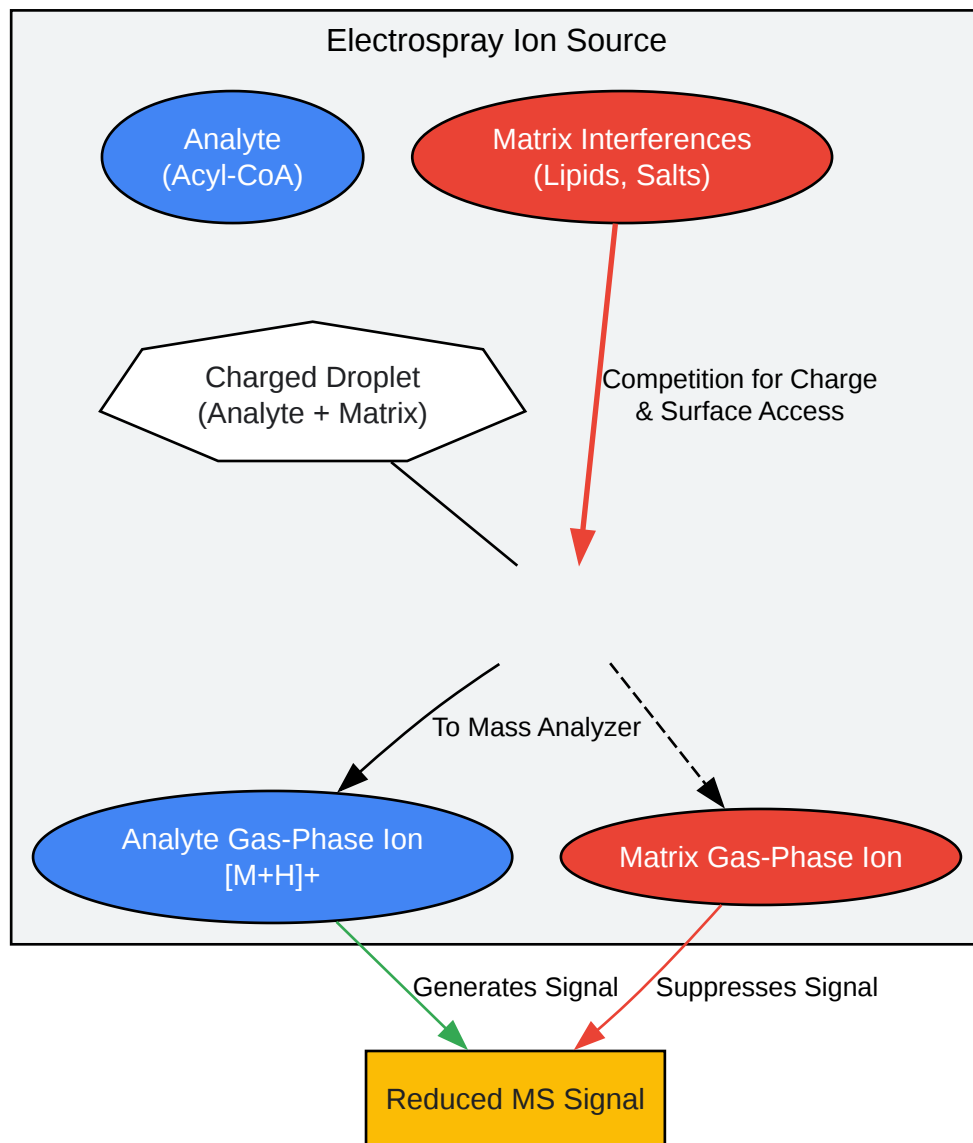 Electrospray Ion Source
Analyte
(Acyl-CoA)
Matrix Interferences
(Lipids, Salts)
Charged Droplet
(Analyte + Matrix)
Competition for Charge
& Surface Access
To Mass Analyzer
Analyte Gas-Phase Ion
[M+H]+
Matrix Gas-Phase Ion
Generates Signal
Suppresses Signal
Reduced MS Signal